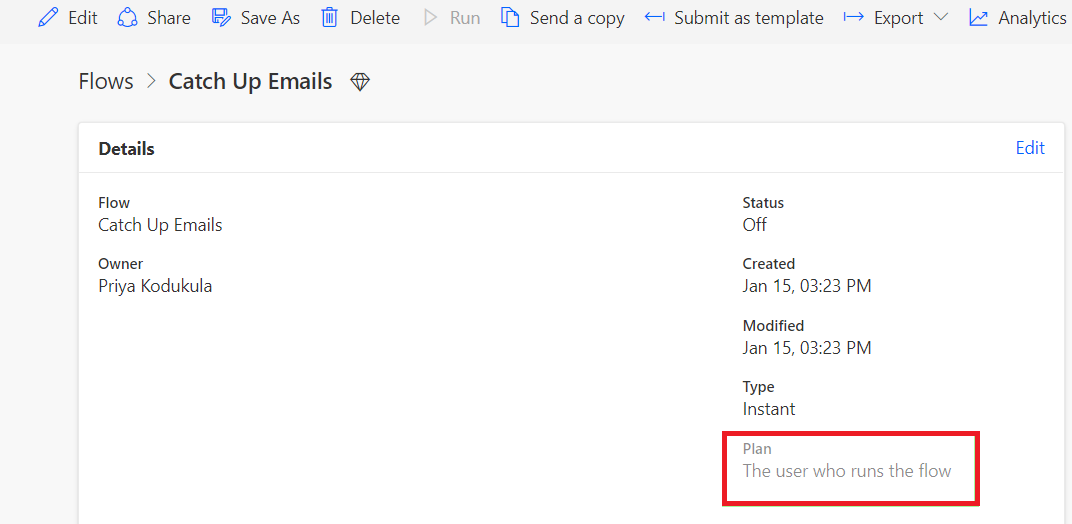 Edit Share Save As Delete Run Send a copy Submit as template Export Analytics
Flows > Catch Up Emails
Details Edit
Flow
Catch Up Emails
Owner
Priya Kodukula
Status
Off
Created
Jan 15, 03:23 PM
Modified
Jan 15, 03:23 PM
Type
Instant
Plan
The user who runs the flow